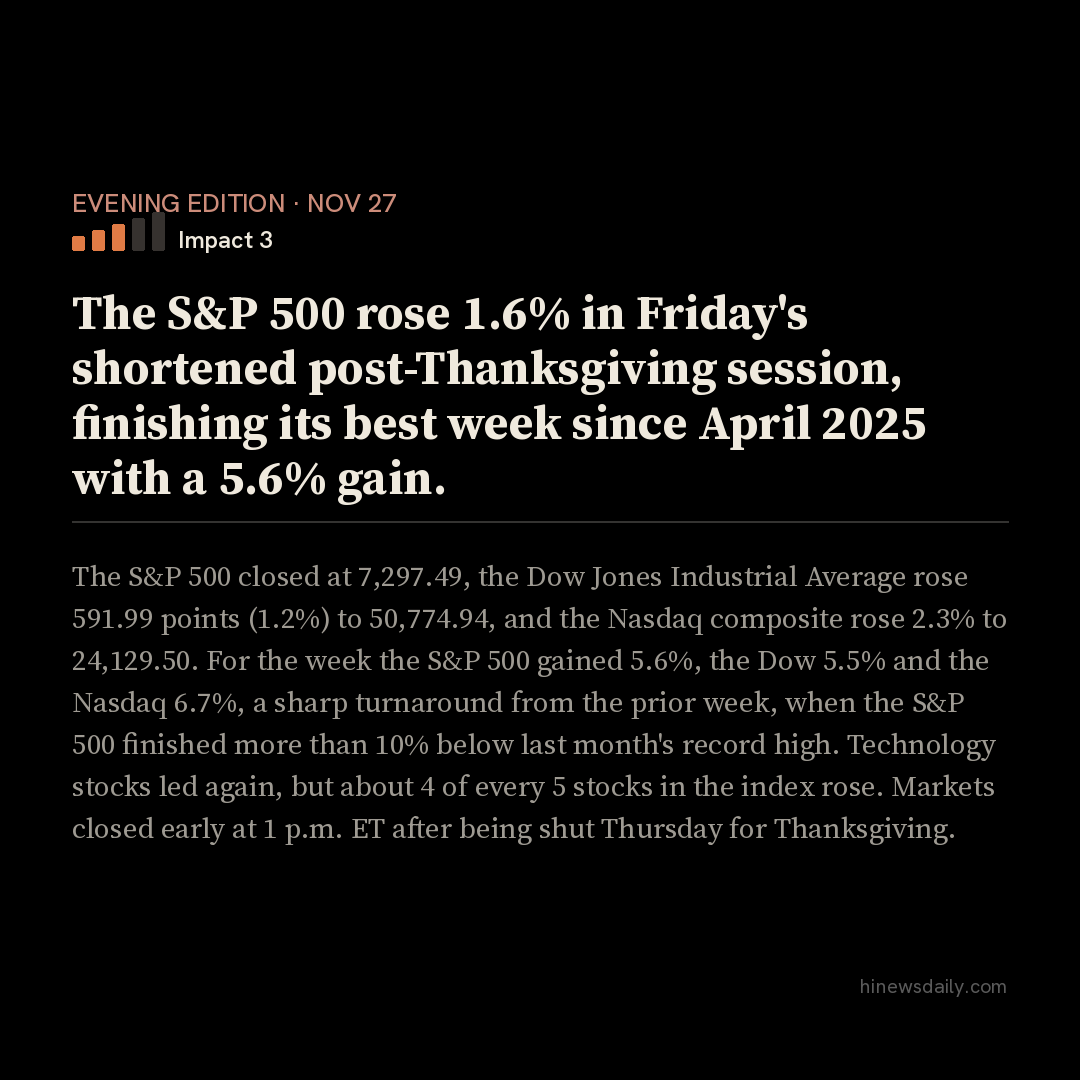 EVENING EDITION · NOV 27
Impact 3
The S&P 500 rose 1.6% in Friday's
shortened post-Thanksgiving session,
finishing its best week since April 2025
with a 5.6% gain.
The S&P 500 closed at 7,297.49, the Dow Jones Industrial Average rose
591.99 points (1.2%) to 50,774.94, and the Nasdaq composite rose 2.3% to
24,129.50. For the week the S&P 500 gained 5.6%, the Dow 5.5% and the
Nasdaq 6.7%, a sharp turnaround from the prior week, when the S&P
500 finished more than 10% below last month's record high. Technology
stocks led again, but about 4 of every 5 stocks in the index rose. Markets
closed early at 1 p.m. ET after being shut Thursday for Thanksgiving.
hinewsdaily.com